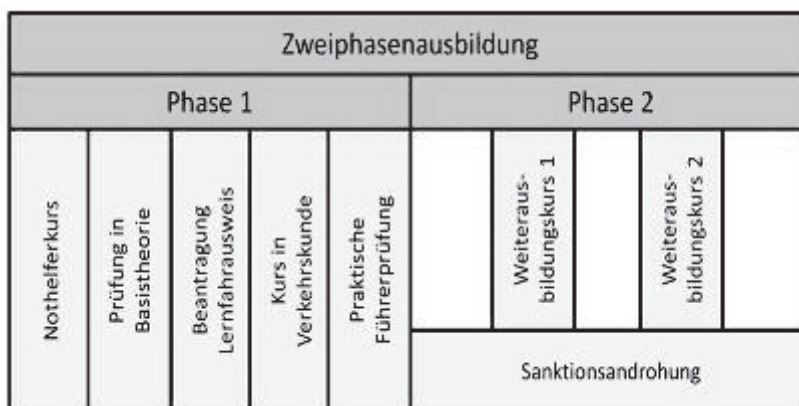 Zweiphasenausbildung
Phase 1
Phase 2
Nothelferkurs
Prüfung in
Basistheorie
Beantragung
Lernfahrausweis
Kurs in
Verkehrskunde
Praktische
Führerprüfung
Weiteraus-
bildungskurs 1
Weiteraus-
bildungskurs 2
Sanktionsandrohung